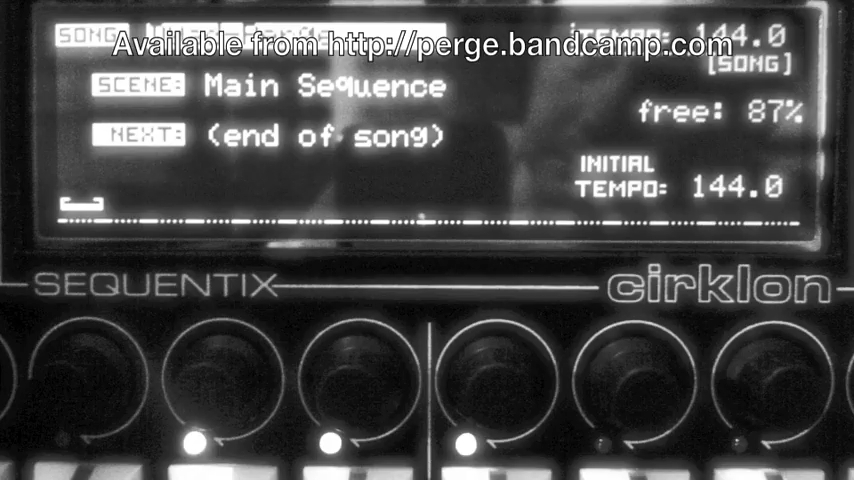 Available from http://perge.bandcamp.com
SONG
TEMPO: 144.0
[SONG]
SCENE: Main Sequence
free: 87%
NEXT: (end of song)
INITIAL
TEMPO: 144.0
SEQUENTIX
cirklon